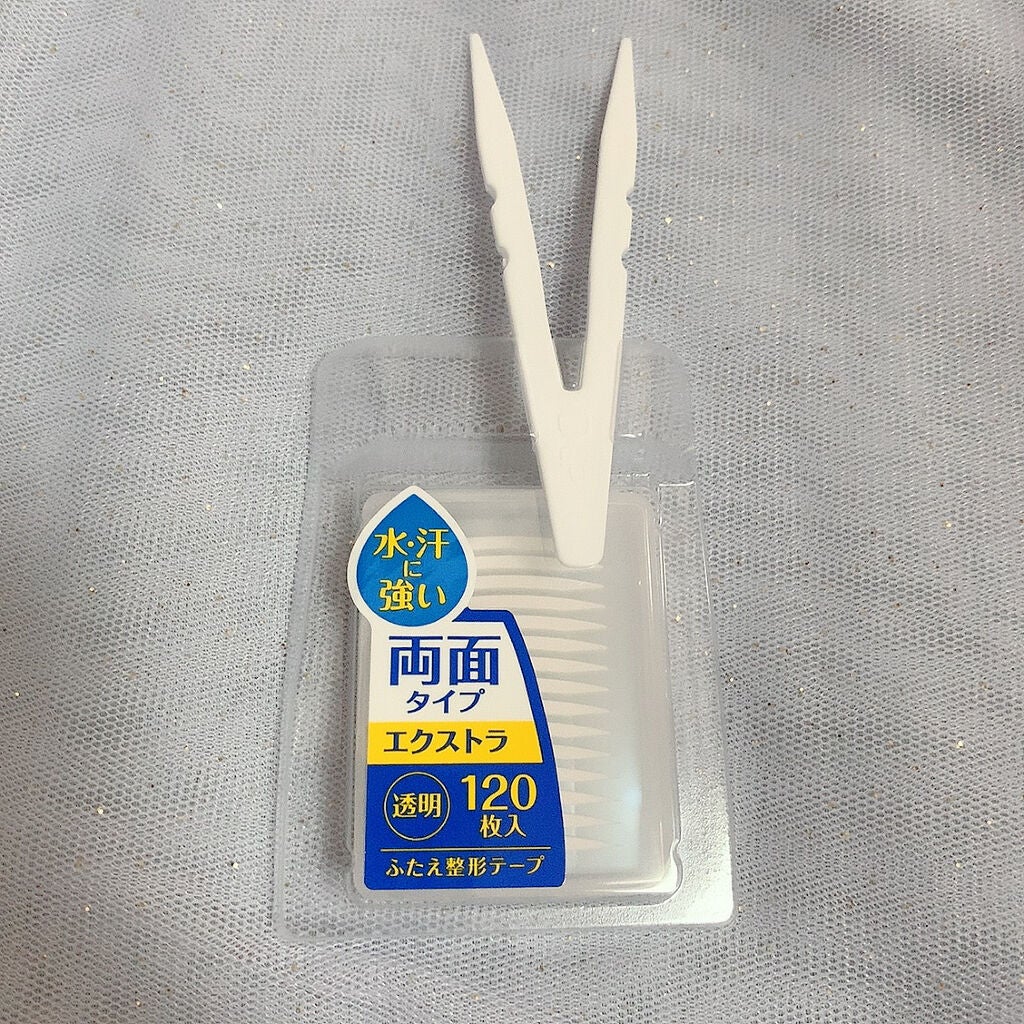 水・汗
に
強い
両面
タイプ
エクストラ
透明
120
枚入
ふたえ整形テープ